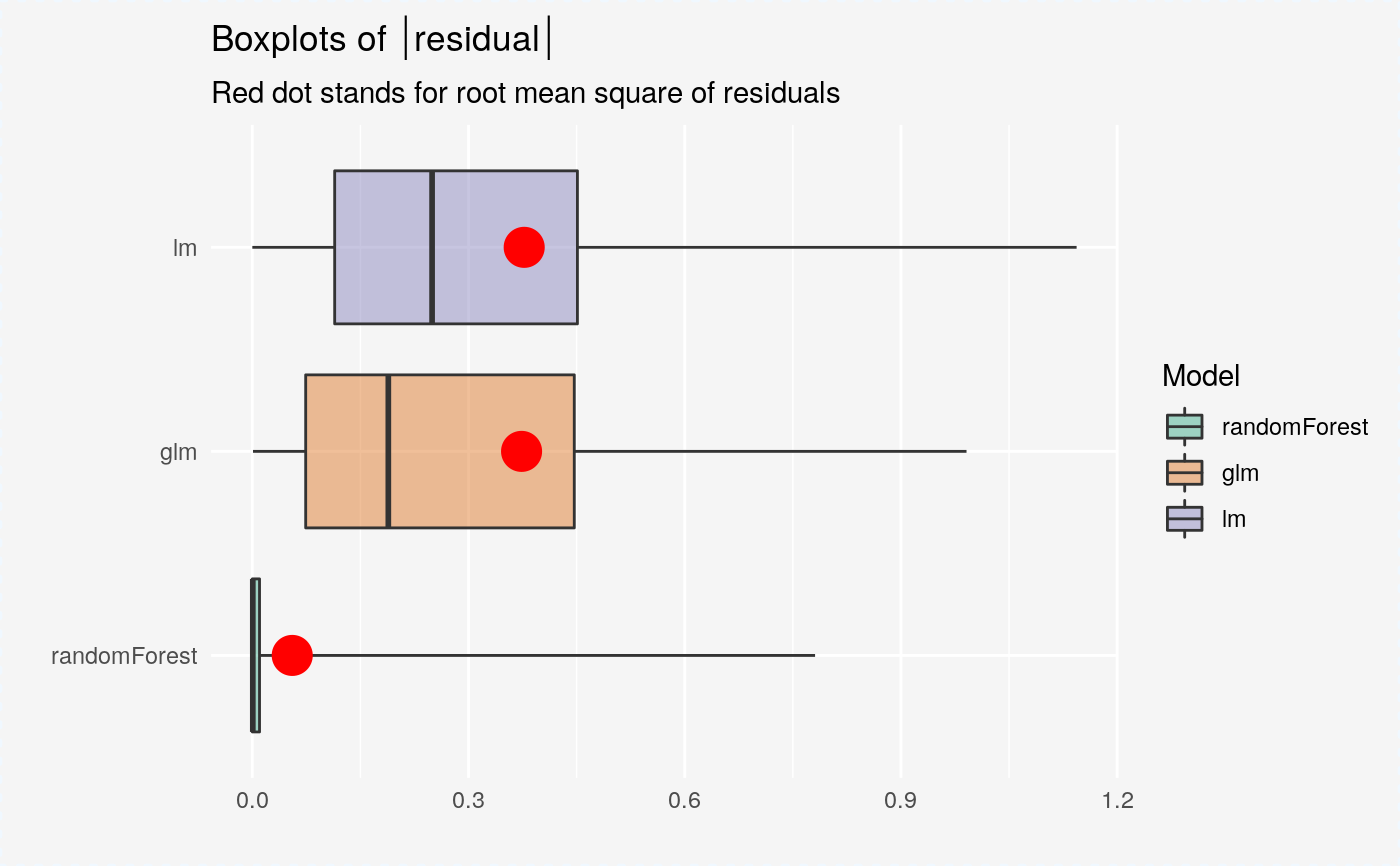 Boxplots of |residual|
Red dot stands for root mean square of residuals
lm
glm
randomForest
0.0 0.3 0.6 0.9 1.2
Model
randomForest
glm
lm